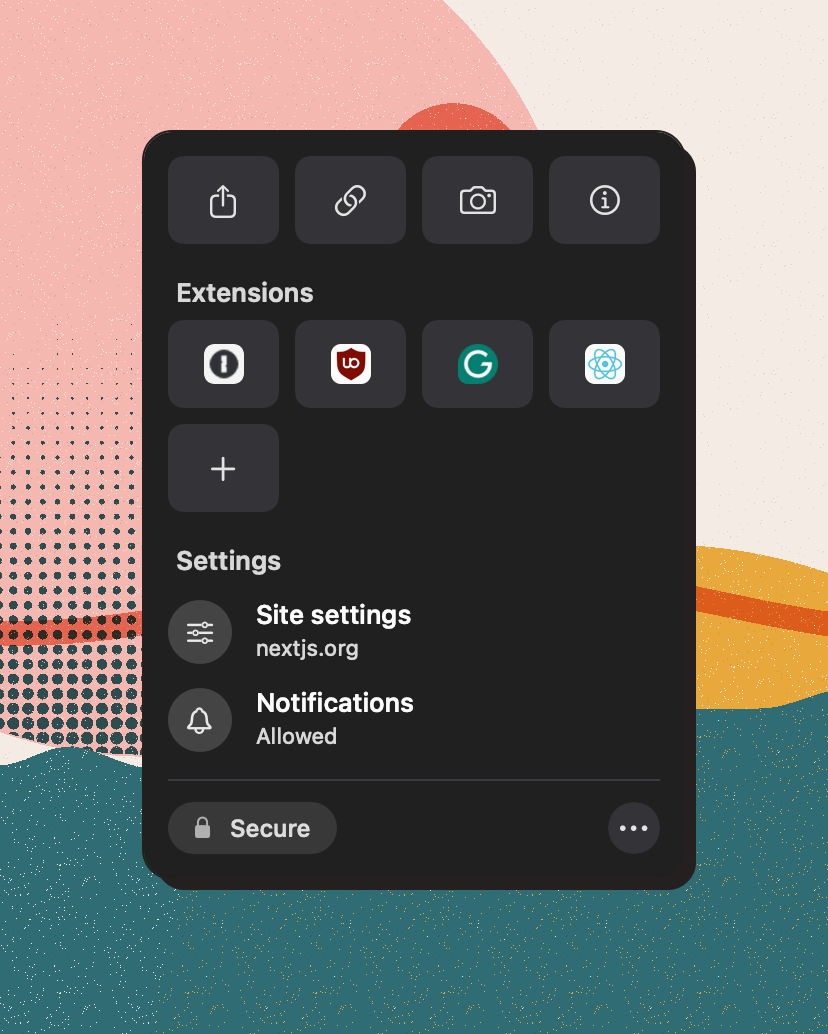 Extensions
Settings
Site settings
nextjs.org
Notifications
Allowed
Secure